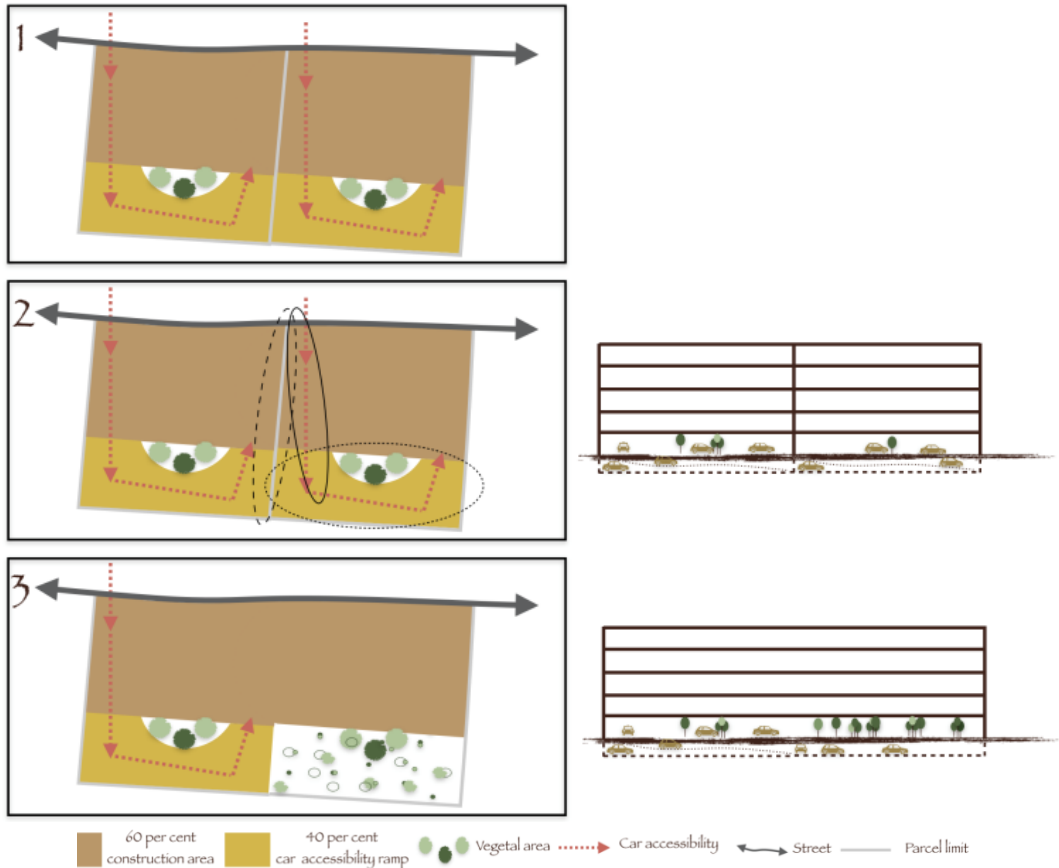 1
2
3
60 per cent
construction area
40 per cent
car accessibility ramp
Vegetal area
Car accessibility
Street
Parcel limit